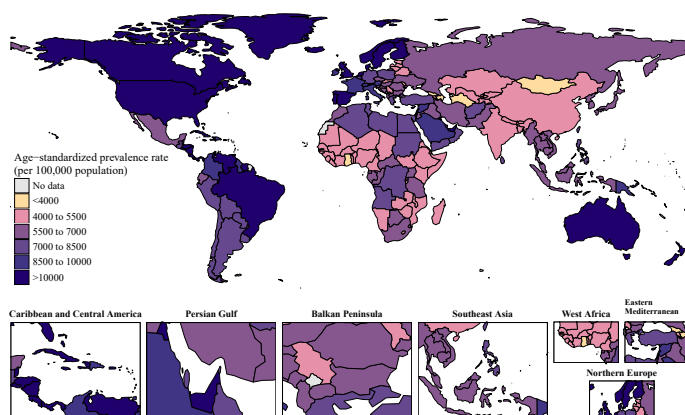 Age−standardized prevalence rate
(per 100,000 population)
No data
<4000
4000 to 5500
5500 to 7000
7000 to 8500
8500 to 10000
>10000
Caribbean and Central America
Persian Gulf
Balkan Peninsula
Southeast Asia
West Africa
Eastern
Mediterranean
Northern Europe